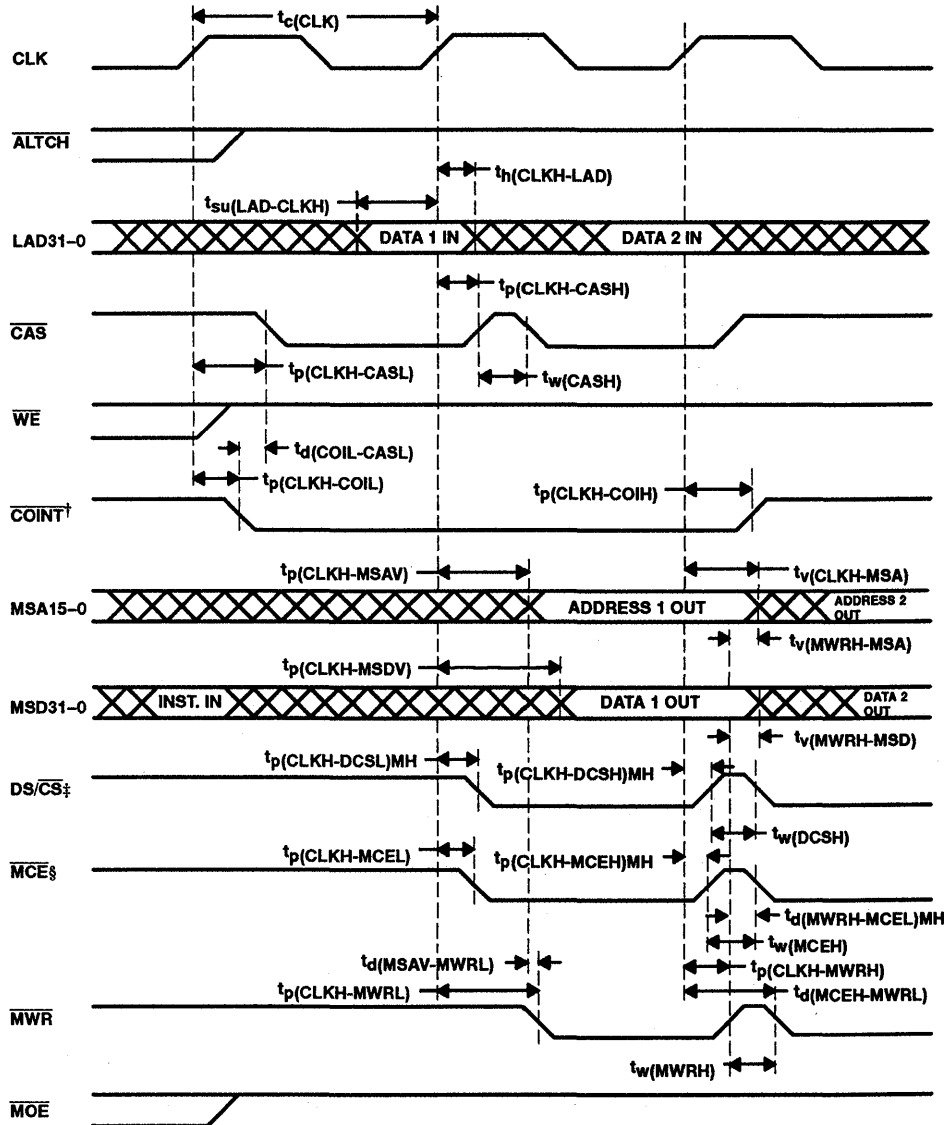 tc(CLK)
CLK
ALTCH
th(CLKH-LAD)
tsu(LAD-CLKH)
LAD31–0
DATA 1 IN
DATA 2 IN
tp(CLKH-CASH)
CAS
tp(CLKH-CASL)
tw(CASH)
WE
td(COIL-CASL)
tp(CLKH-COIL)
tp(CLKH-COIH)
COINT†
tp(CLKH-MSAV)
tv(CLKH-MSA)
MSA15–0
ADDRESS 1 OUT
ADDRESS 2
OUT
tv(MWRH-MSA)
tp(CLKH-MSDV)
MSD31–0
INST. IN
DATA 1 OUT
DATA 2
OUT
tv(MWRH-MSD)
tp(CLKH-DCSL)MH
tp(CLKH-DCSH)MH
DS/CS‡
tw(DCSH)
tp(CLKH-MCEL)
tp(CLKH-MCEH)MH
MCE§
td(MWRH-MCEL)MH
tw(MCEH)
td(MSAV-MWRL)
tp(CLKH-MWRH)
tp(CLKH-MWRL)
td(MCEH-MWRL)
MWR
tw(MWRH)
MOE